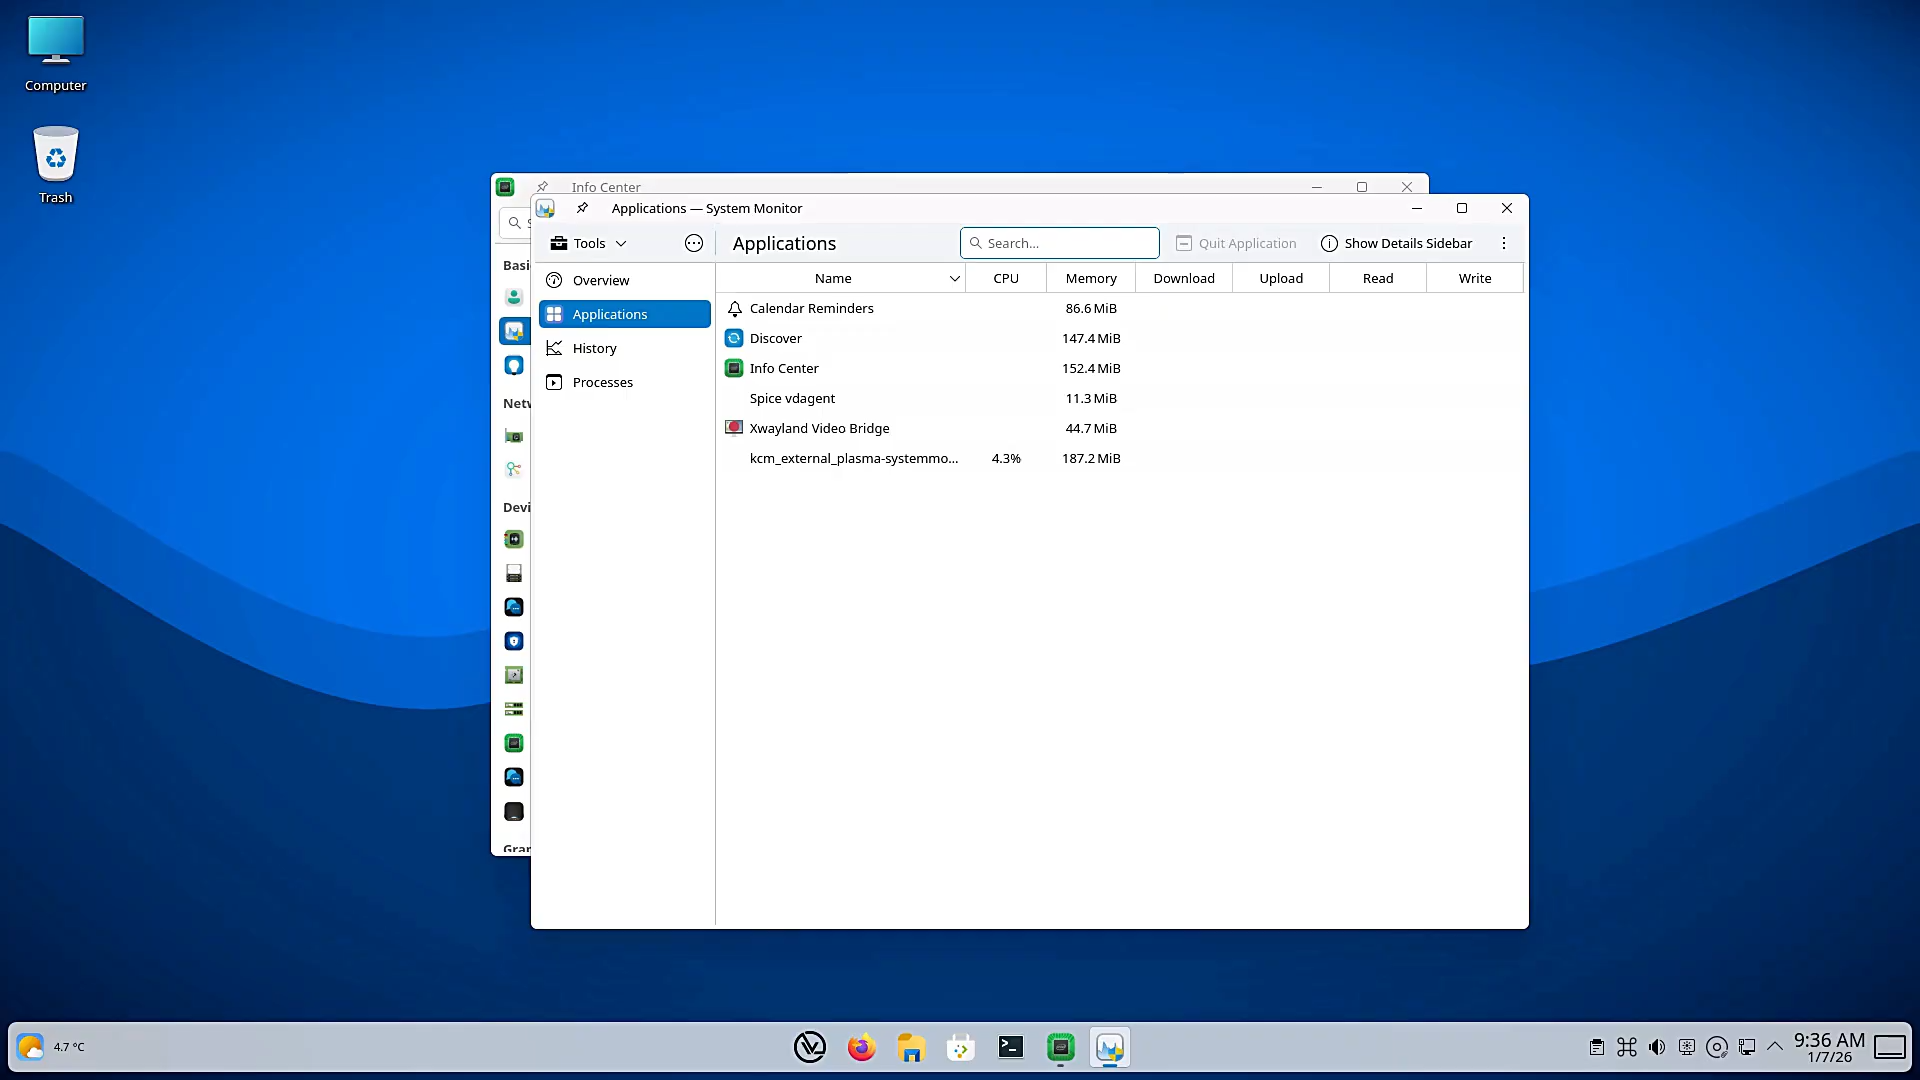 Computer
Trash
Info Center
Applications — System Monitor
Tools
Applications
Search...
Quit Application
Show Details Sidebar
Basi
Netw
Devi
Overview
Applications
History
Processes
Name
CPU
Memory
Download
Upload
Read
Write
Calendar Reminders
86.6 MiB
Discover
147.4 MiB
Info Center
152.4 MiB
Spice vdagent
11.3 MiB
Xwayland Video Bridge
44.7 MiB
kcm_external_plasma-systemmo...
4.3%
187.2 MiB
4.7 °C
9:36 AM
1/7/26